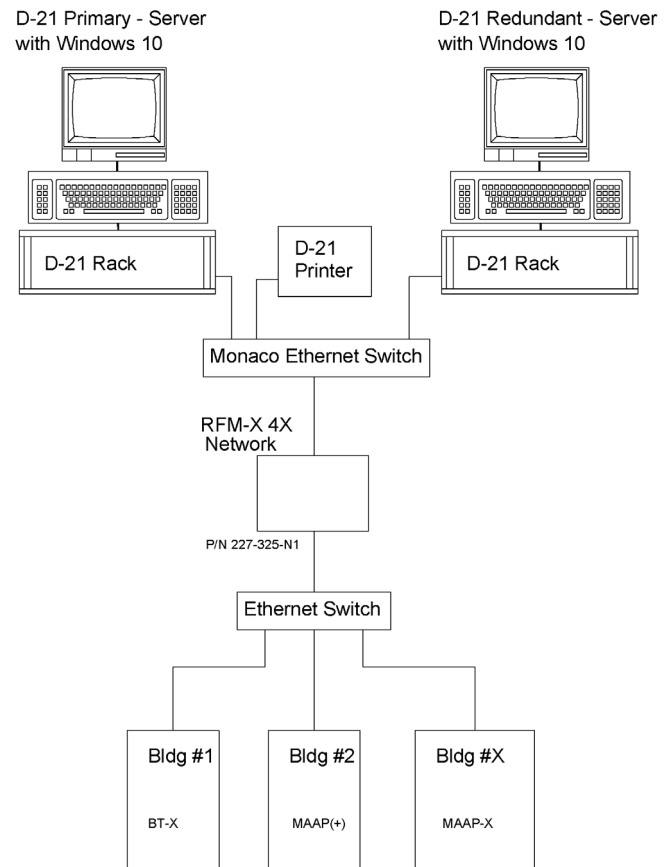 D-21 Primary - Server
with Windows 10
D-21 Redundant - Server
with Windows 10
D-21 Rack
D-21
Printer
D-21 Rack
Monaco Ethernet Switch
RFM-X 4X
Network
P/N 227-325-N1
Ethernet Switch
Bldg #1
Bldg #2
Bldg #X
BT-X
MAAP(+)
MAAP-X